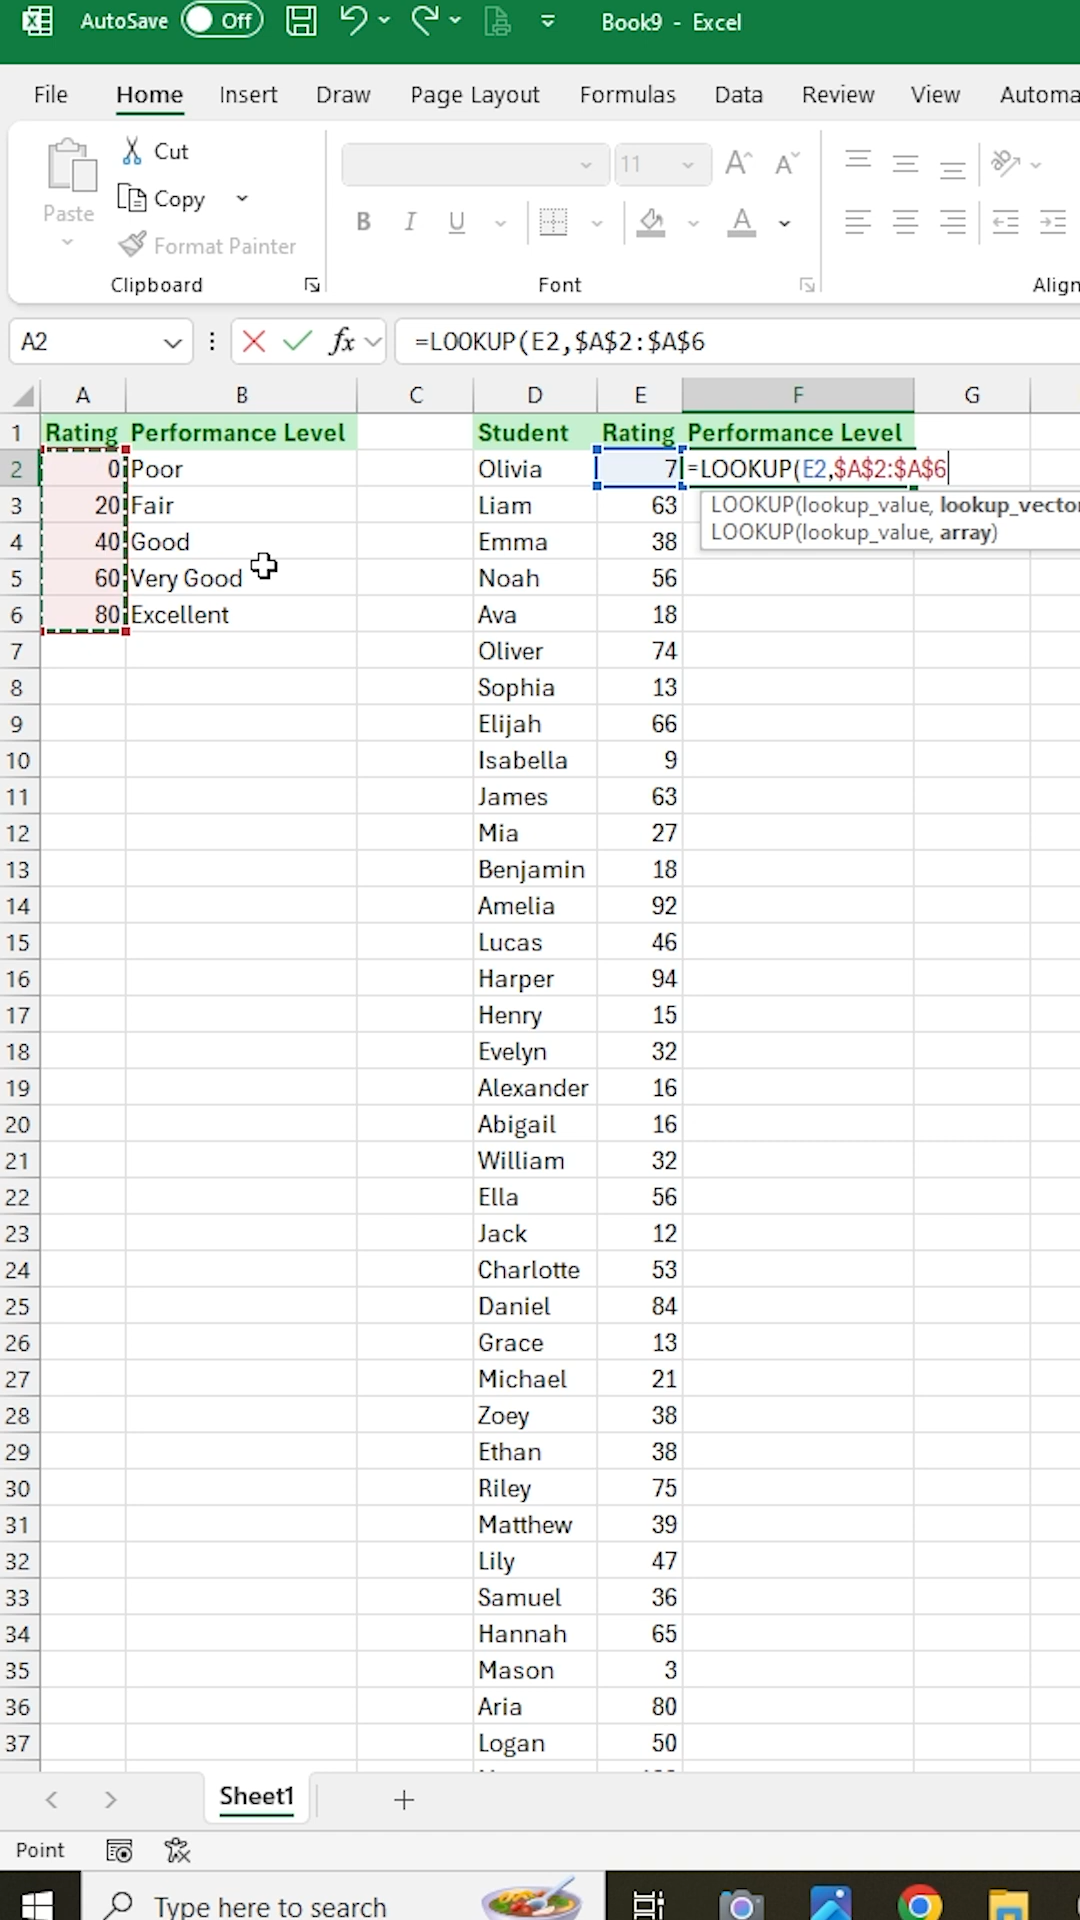 AutoSave Off Book9 - Excel
File Home Insert Draw Page Layout Formulas Data Review View Automa
Paste
Cut
Copy
Format Painter
11 A A
B I U A
Clipboard Font Align
A2 fx =LOOKUP(E2,$A$2:$A$6
A B C D E F G
1 Rating Performance Level Student Rating Performance Level
2 0 Poor Olivia 7 =LOOKUP(E2,$A$2:$A$6
3 20 Fair Liam 63 LOOKUP(lookup_value, lookup_vector
LOOKUP(lookup_value, array)
4 40 Good Emma 38
5 60 Very Good Noah 56
6 80 Excellent Ava 18
7 Oliver 74
8 Sophia 13
9 Elijah 66
10 Isabella 9
11 James 63
12 Mia 27
13 Benjamin 18
14 Amelia 92
15 Lucas 46
16 Harper 94
17 Henry 15
18 Evelyn 32
19 Alexander 16
20 Abigail 16
21 William 32
22 Ella 56
23 Jack 12
24 Charlotte 53
25 Daniel 84
26 Grace 13
27 Michael 21
28 Zoey 38
29 Ethan 38
30 Riley 75
31 Matthew 39
32 Lily 47
33 Samuel 36
34 Hannah 65
35 Mason 3
36 Aria 80
37 Logan 50
Sheet1
Point
Type here to search